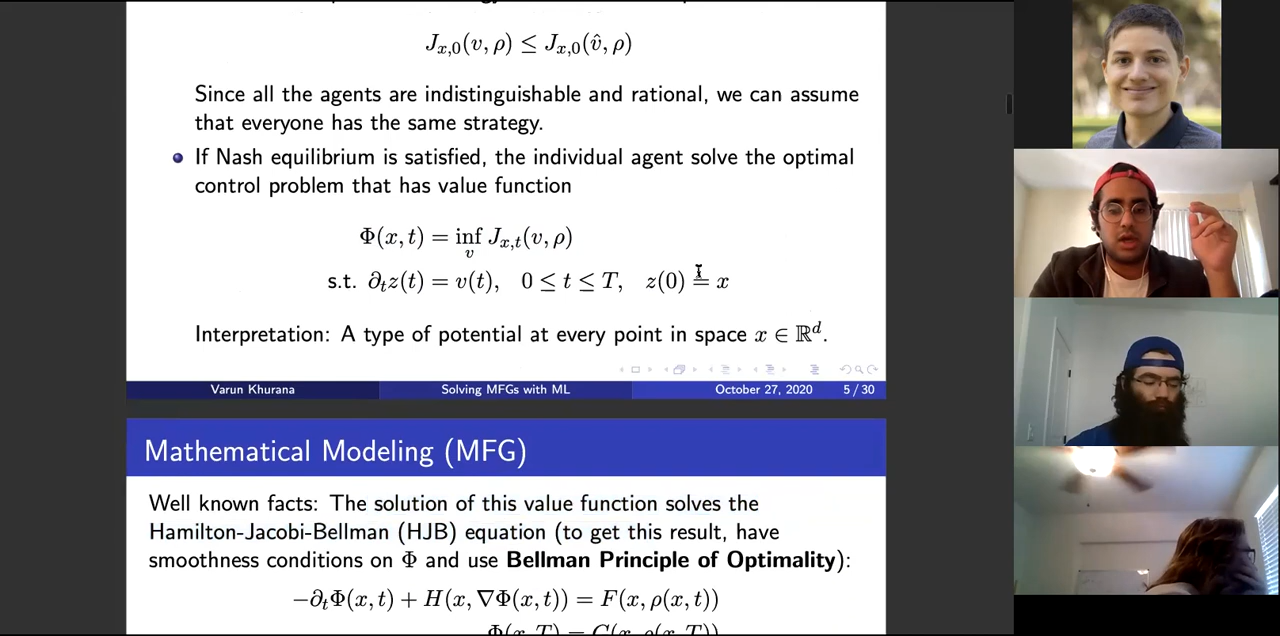 J_{x,0}(v, ρ) ≤ J_{x,0}(v̂, ρ)
Since all the agents are indistinguishable and rational, we can assume
that everyone has the same strategy.
If Nash equilibrium is satisfied, the individual agent solve the optimal
control problem that has value function
Φ(x, t) = inf_v J_{x,t}(v, ρ)
s.t. ∂_t z(t) = v(t), 0 ≤ t ≤ T, z(0) = x
Interpretation: A type of potential at every point in space x ∈ ℝ^d.
Varun Khurana Solving MFGs with ML October 27, 2020 5 / 30
Mathematical Modeling (MFG)
Well known facts: The solution of this value function solves the
Hamilton-Jacobi-Bellman (HJB) equation (to get this result, have
smoothness conditions on Φ and use Bellman Principle of Optimality):
−∂_tΦ(x, t) + H(x, ∇Φ(x, t)) = F(x, ρ(x, t))